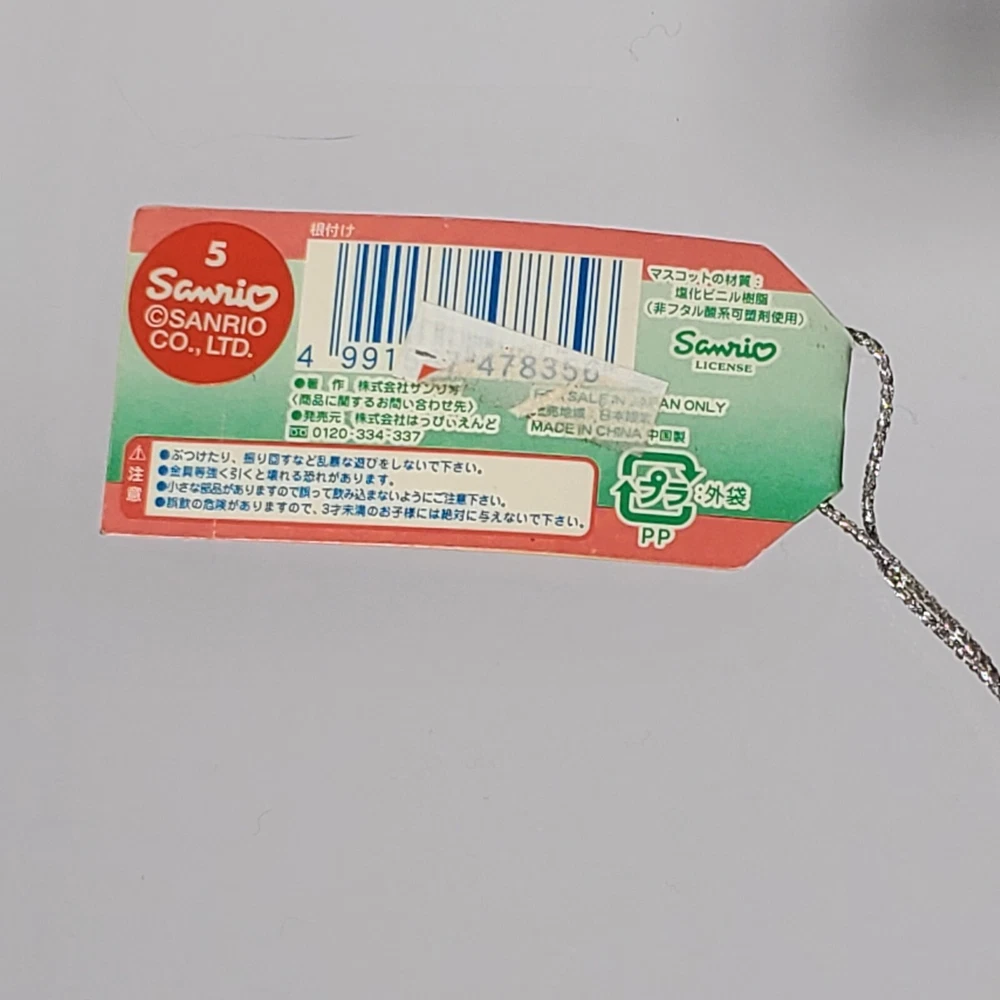 5
Sanrio
©SANRIO
CO., LTD.
根付け
4 991 7 478356
●著 作 株式会社サンリオ
〈商品に関するお問い合わせ先〉
●発売元 株式会社はっぴぃえんど
0120-334-337
FOR SALE IN JAPAN ONLY
MADE IN CHINA 中国製
マスコットの材質:
塩化ビニル樹脂
(非フタル酸系可塑剤使用)
Sanrio
LICENSE
注意
●ぶつけたり、振り回すなど乱暴な遊びをしないで下さい。
●金具等強く引くと壊れる恐れがあります。
●小さな部品がありますので誤って飲み込まないようにご注意下さい。
●誤飲の危険がありますので、3才未満のお子様には絶対に与えないで下さい。
プラ :外袋
PP